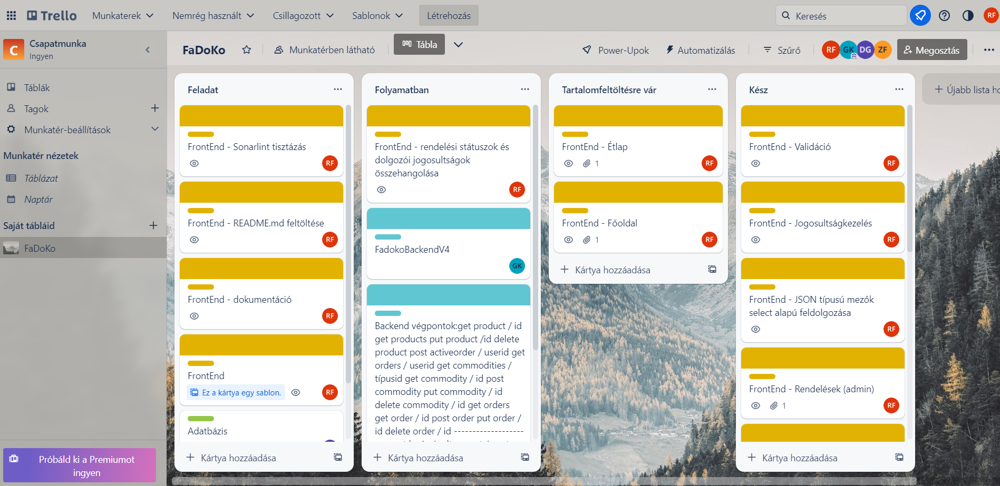 Trello
Munkaterek
Nemrég használt
Csillagozott
Sablonok
Létrehozás
Keresés
RF
C
Csapatmunka
Ingyen
FaDoKo
Munkatérben látható
Tábla
Power-Upok
Automatizálás
Szűrő
RF
GK
DG
ZF
Megosztás
Táblák
Tagok
Munkatér-beállítások
Munkatér nézetek
Táblázat
Naptár
Saját tábláid
FaDoKo
Próbáld ki a Premiumot
ingyen
Feladat
FrontEnd - Sonarlint tisztázás
RF
FrontEnd - README.md feltöltése
RF
FrontEnd - dokumentáció
RF
FrontEnd
Ez a kártya egy sablon.
RF
Adatbázis
Kártya hozzáadása
Folyamatban
FrontEnd - rendelési státuszok és
dolgozói jogosultságok
összehangolása
RF
FadokoBackendV4
GK
Backend végpontok:get product / id
get products put product /id delete
product post activeorder / userid get
orders / userid get commodities /
típusid get commodity / id post
commodity put commodity / id
delete commodity / id get orders
get order / id post order put order /
id delete order / id -------------------
Kártya hozzáadása
Tartalomfeltöltésre vár
FrontEnd - Étlap
1
RF
FrontEnd - Főoldal
1
RF
Kártya hozzáadása
Kész
FrontEnd - Validáció
RF
FrontEnd - Jogosultságkezelés
RF
FrontEnd - JSON típusú mezők
select alapú feldolgozása
RF
FrontEnd - Rendelések (admin)
1
RF
Kártya hozzáadása
Újabb lista ho